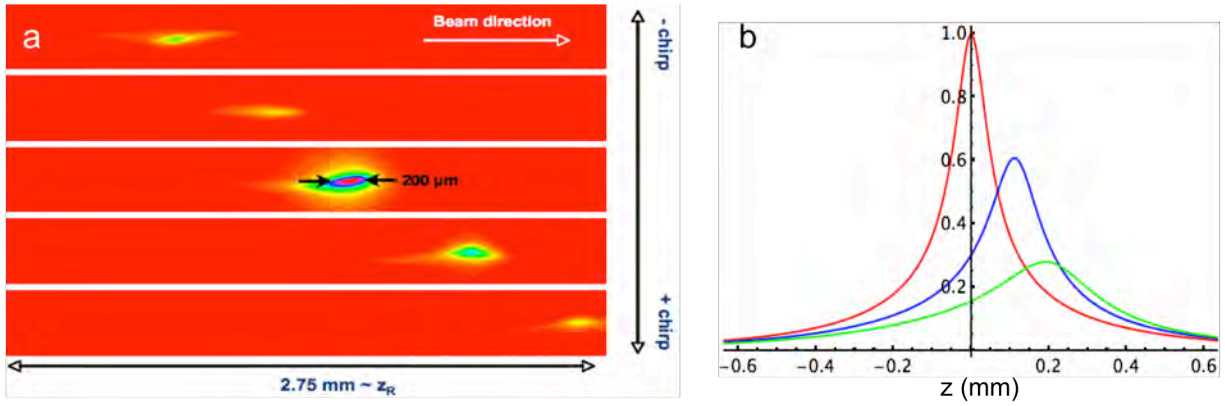 a
Beam direction
- chirp
200 µm
+ chirp
2.75 mm ~ zR
b
1.0
0.8
0.6
0.4
0.2
−0.6 −0.4 −0.2 0.2 0.4 0.6
z (mm)